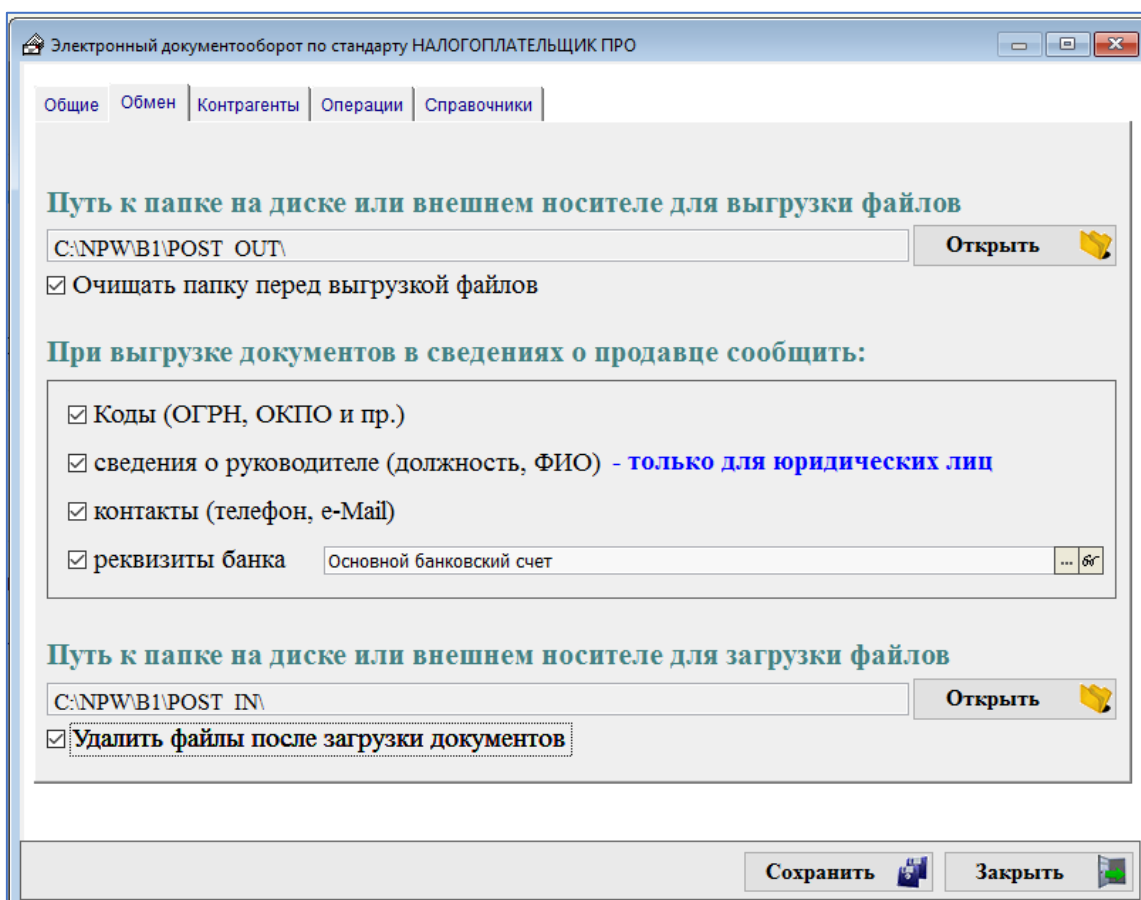 Электронный документооборот по стандарту НАЛОГОПЛАТЕЛЬЩИК ПРО
Общие Обмен Контрагенты Операции Справочники
Путь к папке на диске или внешнем носителе для выгрузки файлов
C:\NPW\B1\POST_OUT\ Открыть
Очищать папку перед выгрузкой файлов
При выгрузке документов в сведениях о продавце сообщить:
Коды (ОГРН, ОКПО и пр.)
сведения о руководителе (должность, ФИО) - только для юридических лиц
контакты (телефон, e-Mail)
реквизиты банка Основной банковский счет ...
Путь к папке на диске или внешнем носителе для загрузки файлов
C:\NPW\B1\POST_IN\ Открыть
Удалить файлы после загрузки документов
Сохранить Закрыть